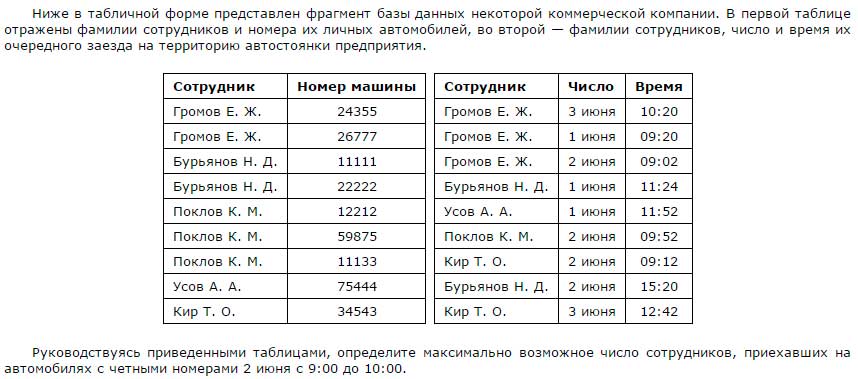 Ниже в табличной форме представлен фрагмент базы данных некоторой коммерческой компании. В первой таблице
отражены фамилии сотрудников и номера их личных автомобилей, во второй — фамилии сотрудников, число и время их
очередного заезда на территорию автостоянки предприятия.
Сотрудник Номер машины
Громов Е. Ж. 24355
Громов Е. Ж. 26777
Бурьянов Н. Д. 11111
Бурьянов Н. Д. 22222
Поклов К. М. 12212
Поклов К. М. 59875
Поклов К. М. 11133
Усов А. А. 75444
Кир Т. О. 34543
Сотрудник Число Время
Громов Е. Ж. 3 июня 10:20
Громов Е. Ж. 1 июня 09:20
Громов Е. Ж. 2 июня 09:02
Бурьянов Н. Д. 1 июня 11:24
Усов А. А. 1 июня 11:52
Поклов К. М. 2 июня 09:52
Кир Т. О. 2 июня 09:12
Бурьянов Н. Д. 2 июня 15:20
Кир Т. О. 3 июня 12:42
Руководствуясь приведенными таблицами, определите максимально возможное число сотрудников, приехавших на
автомобилях с четными номерами 2 июня с 9:00 до 10:00.